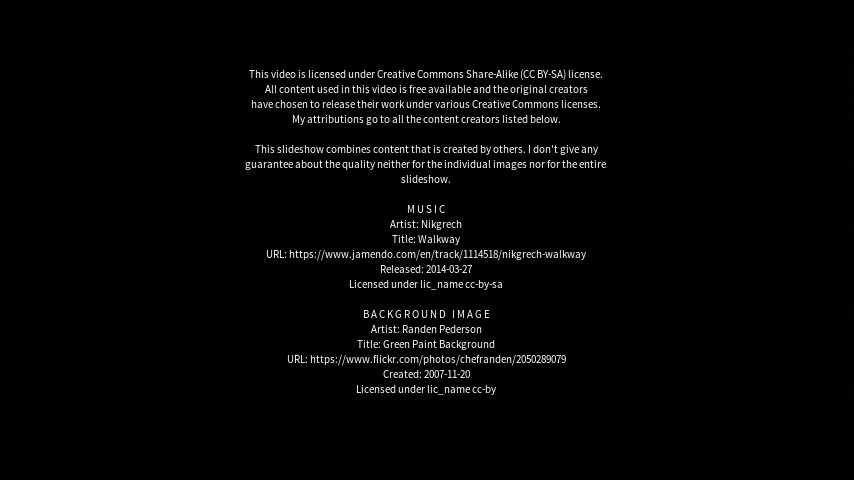 This video is licensed under Creative Commons Share-Alike (CC BY-SA) license.
All content used in this video is free available and the original creators
have chosen to release their work under various Creative Commons licenses.
My attributions go to all the content creators listed below.
This slideshow combines content that is created by others. I don't give any
guarantee about the quality neither for the individual images nor for the entire
slideshow.
MUSIC
Artist: Nikgrech
Title: Walkway
URL: https://www.jamendo.com/en/track/1114518/nikgrech-walkway
Released: 2014-03-27
Licensed under lic_name cc-by-sa
BACKGROUND IMAGE
Artist: Randen Pederson
Title: Green Paint Background
URL: https://www.flickr.com/photos/chefranden/2050289079
Created: 2007-11-20
Licensed under lic_name cc-by